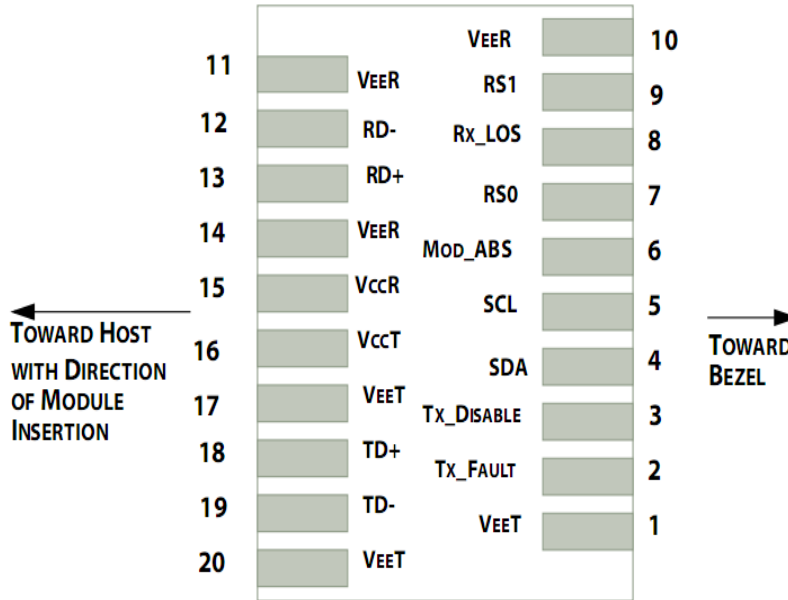 VEER 10
11 VEER
RS1 9
12 RD-
RX_LOS 8
13 RD+
RS0 7
14 VEER
MOD_ABS 6
15 VCCR
SCL 5
TOWARD HOST
WITH DIRECTION
OF MODULE
INSERTION
16 VCCT
TOWARD
BEZEL
SDA 4
17 VEET
TX_DISABLE 3
18 TD+
TX_FAULT 2
19 TD-
VEET 1
20 VEET